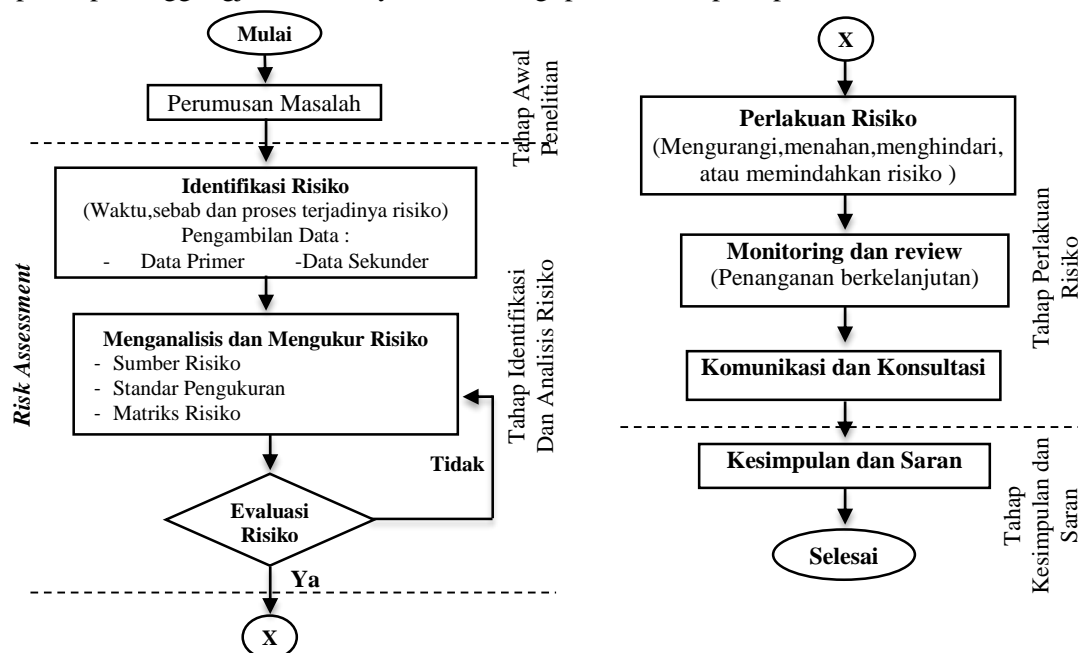 Mulai
Perumusan Masalah
Tahap Awal
Penelitian
Identifikasi Risiko
(Waktu,sebab dan proses terjadinya risiko)
Pengambilan Data :
- Data Primer -Data Sekunder
Risk Assessment
Menganalisis dan Mengukur Risiko
- Sumber Risiko
- Standar Pengukuran
- Matriks Risiko
Tahap Identifikasi
Dan Analisis Risiko
Tidak
Evaluasi
Risiko
Ya
X
X
Perlakuan Risiko
(Mengurangi,menahan,menghindari,
atau memindahkan risiko )
Monitoring dan review
(Penanganan berkelanjutan)
Tahap Perlakuan
Risiko
Komunikasi dan Konsultasi
Kesimpulan dan Saran
Tahap
Kesimpulan dan
Saran
Selesai